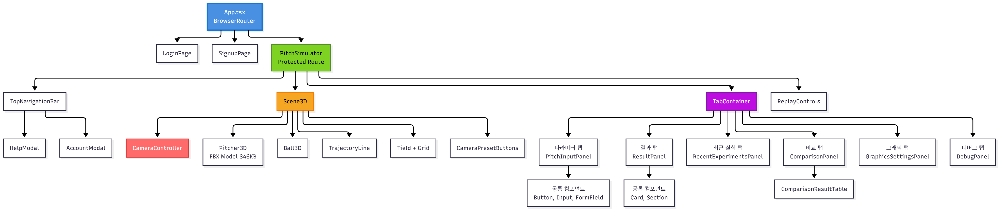 App.tsx
BrowserRouter
LoginPage
SignupPage
PitchSimulator
Protected Route
TopNavigationBar
Scene3D
TabContainer
ReplayControls
HelpModal
AccountModal
CameraController
Pitcher3D
FBX Model 846KB
Ball3D
TrajectoryLine
Field + Grid
CameraPresetButtons
파라미터 탭
PitchInputPanel
결과 탭
ResultPanel
최근 실험 탭
RecentExperimentsPanel
비교 탭
ComparisonPanel
그래픽 탭
GraphicsSettingsPanel
디버그 탭
DebugPanel
공통 컴포넌트
Button, Input, FormField
공통 컴포넌트
Card, Section
ComparisonResultTable